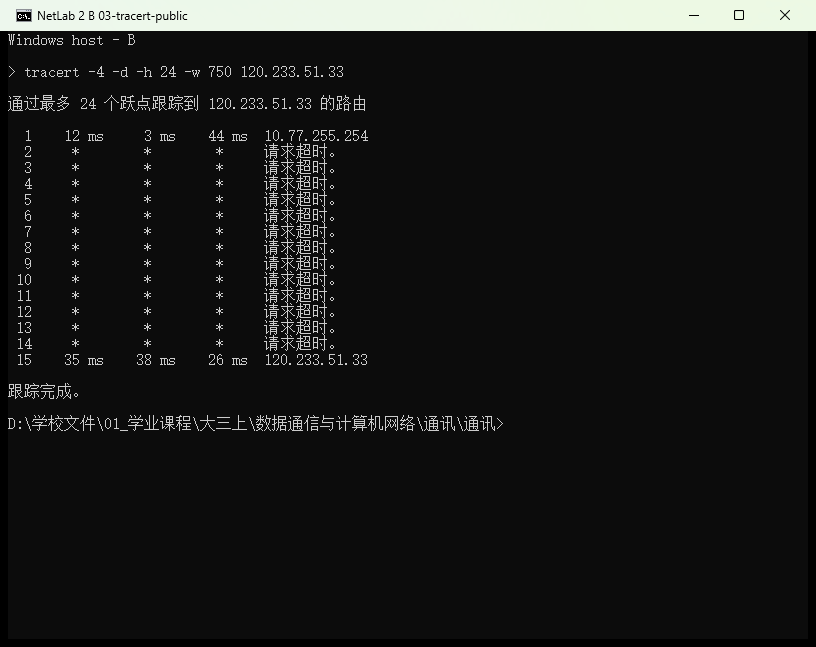 NetLab 2 B 03-tracert-public
Windows host - B
> tracert -4 -d -h 24 -w 750 120.233.51.33
通过最多 24 个跃点跟踪到 120.233.51.33 的路由
1 12 ms 3 ms 44 ms 10.77.255.254
2 * * * 请求超时。
3 * * * 请求超时。
4 * * * 请求超时。
5 * * * 请求超时。
6 * * * 请求超时。
7 * * * 请求超时。
8 * * * 请求超时。
9 * * * 请求超时。
10 * * * 请求超时。
11 * * * 请求超时。
12 * * * 请求超时。
13 * * * 请求超时。
14 * * * 请求超时。
15 35 ms 38 ms 26 ms 120.233.51.33
跟踪完成。
D:\学校文件\01_学业课程\大三上\数据通信与计算机网络\通讯\通讯>